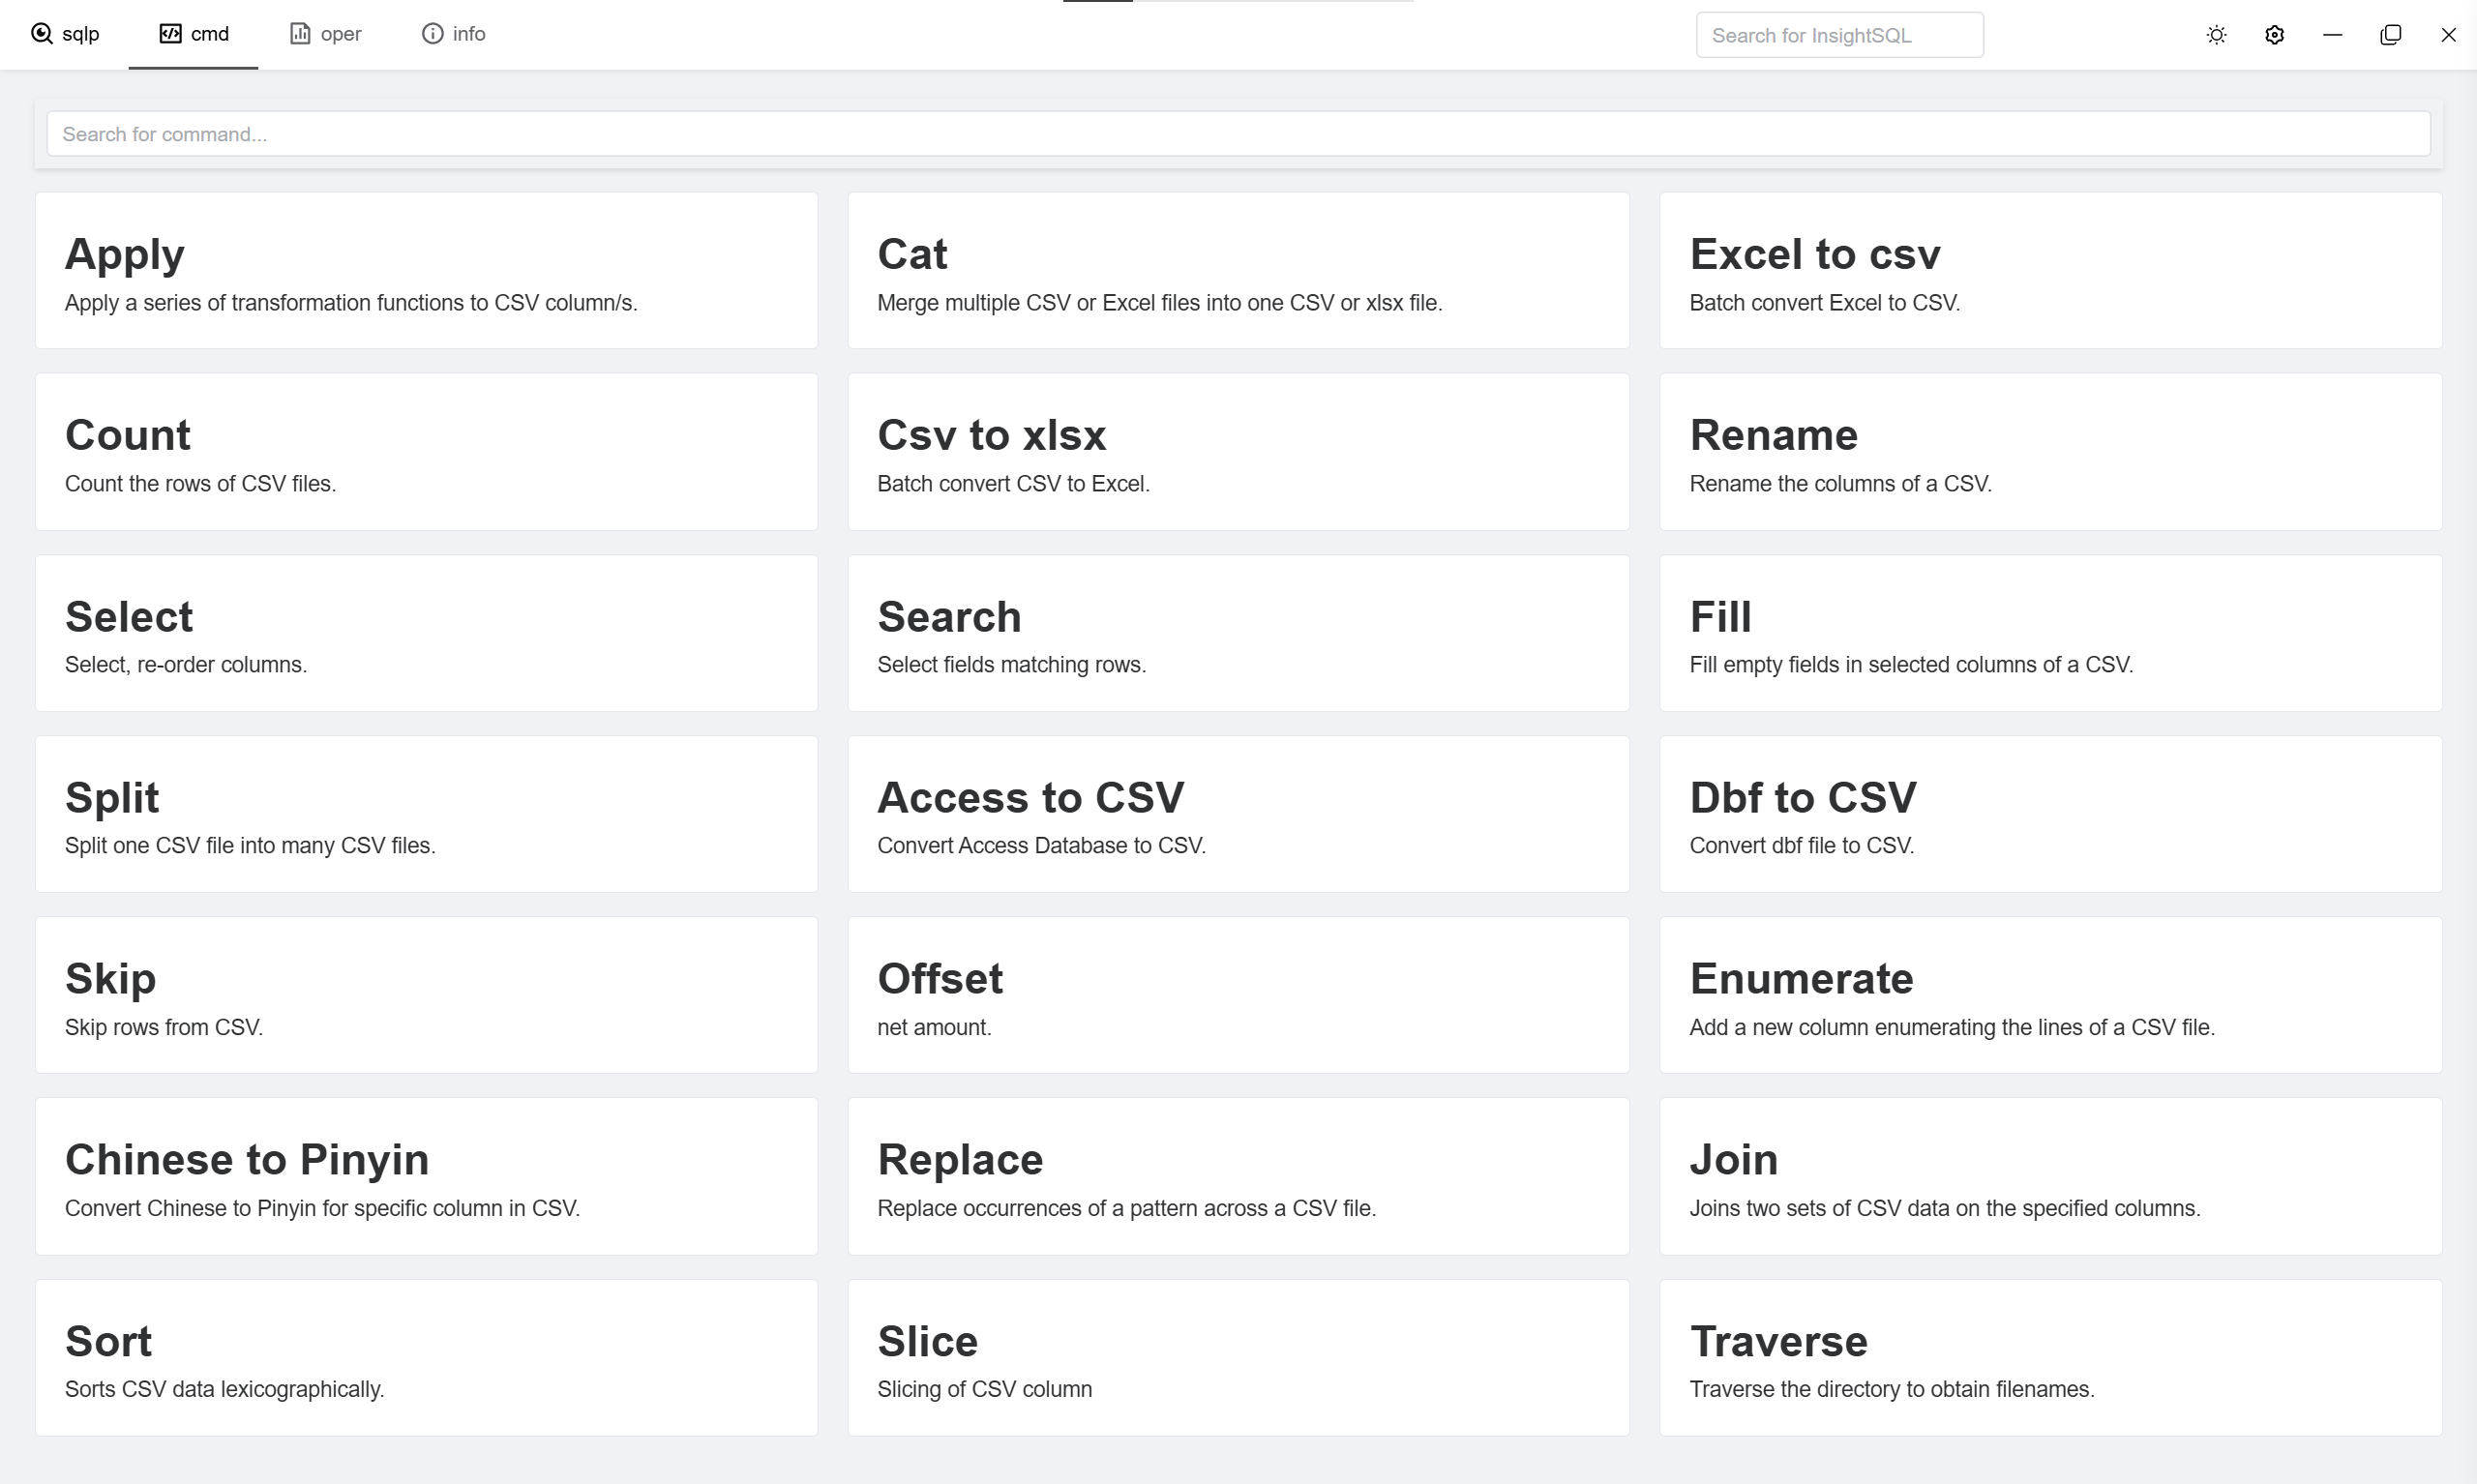 sqlp
cmd
oper
info
Search for InsightSQL
Search for command...
Apply
Apply a series of transformation functions to CSV column/s.
Cat
Merge multiple CSV or Excel files into one CSV or xlsx file.
Excel to csv
Batch convert Excel to CSV.
Count
Count the rows of CSV files.
Csv to xlsx
Batch convert CSV to Excel.
Rename
Rename the columns of a CSV.
Select
Select, re-order columns.
Search
Select fields matching rows.
Fill
Fill empty fields in selected columns of a CSV.
Split
Split one CSV file into many CSV files.
Access to CSV
Convert Access Database to CSV.
Dbf to CSV
Convert dbf file to CSV.
Skip
Skip rows from CSV.
Offset
net amount.
Enumerate
Add a new column enumerating the lines of a CSV file.
Chinese to Pinyin
Convert Chinese to Pinyin for specific column in CSV.
Replace
Replace occurrences of a pattern across a CSV file.
Join
Joins two sets of CSV data on the specified columns.
Sort
Sorts CSV data lexicographically.
Slice
Slicing of CSV column
Traverse
Traverse the directory to obtain filenames.